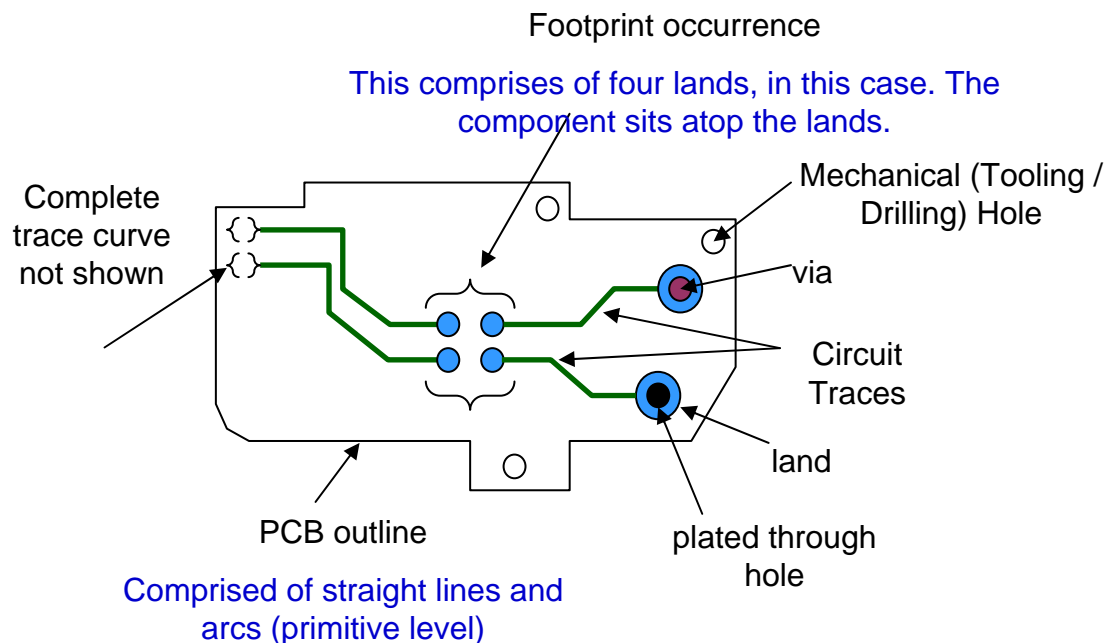 Footprint occurrence
This comprises of four lands, in this case. The
component sits atop the lands.
Complete
trace curve
not shown
Mechanical (Tooling /
Drilling) Hole
via
Circuit
Traces
land
PCB outline
plated through
hole
Comprised of straight lines and
arcs (primitive level)